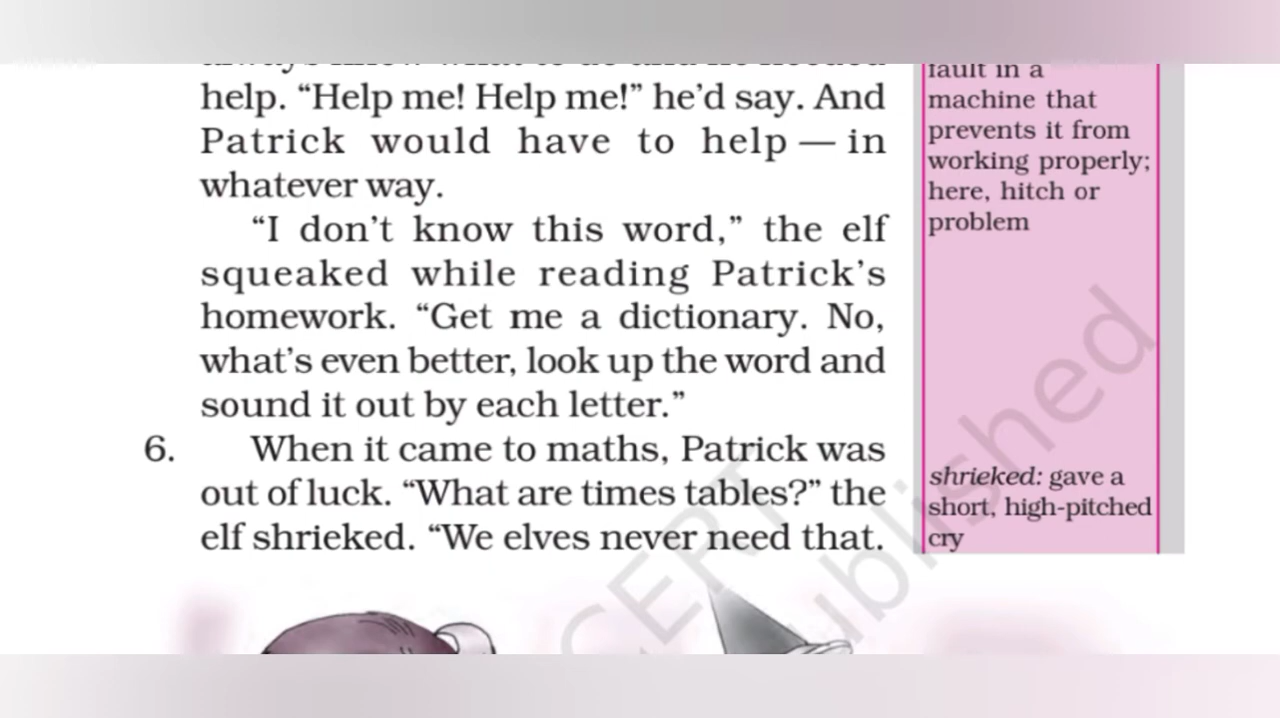 help. “Help me! Help me!” he’d say. And
Patrick would have to help — in
whatever way.
“I don’t know this word,” the elf
squeaked while reading Patrick’s
homework. “Get me a dictionary. No,
what’s even better, look up the word and
sound it out by each letter.”
6. When it came to maths, Patrick was
out of luck. “What are times tables?” the
elf shrieked. “We elves never need that.
fault in a
machine that
prevents it from
working properly;
here, hitch or
problem
shrieked: gave a
short, high-pitched
cry